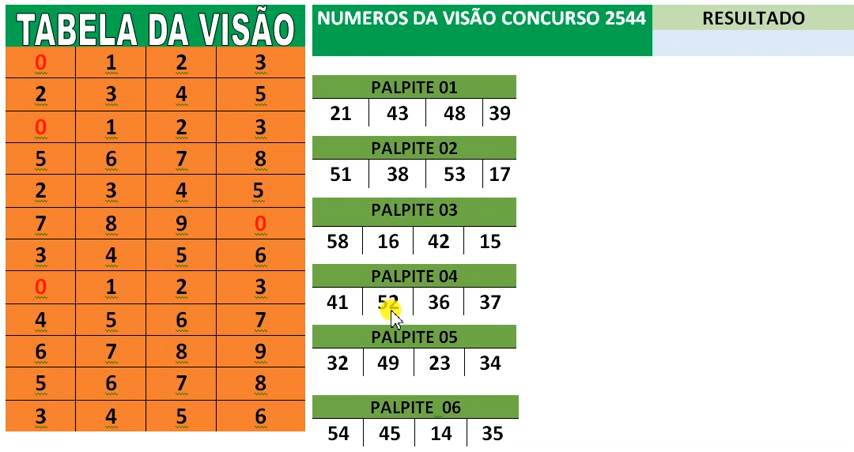 TABELA DA VISÃO
0 1 2 3
2 3 4 5
0 1 2 3
5 6 7 8
2 3 4 5
7 8 9 0
3 4 5 6
0 1 2 3
4 5 6 7
6 7 8 9
5 6 7 8
3 4 5 6
NUMEROS DA VISÃO CONCURSO 2544
RESULTADO
PALPITE 01
21 43 48 39
PALPITE 02
51 38 53 17
PALPITE 03
58 16 42 15
PALPITE 04
41 52 36 37
PALPITE 05
32 49 23 34
PALPITE 06
54 45 14 35